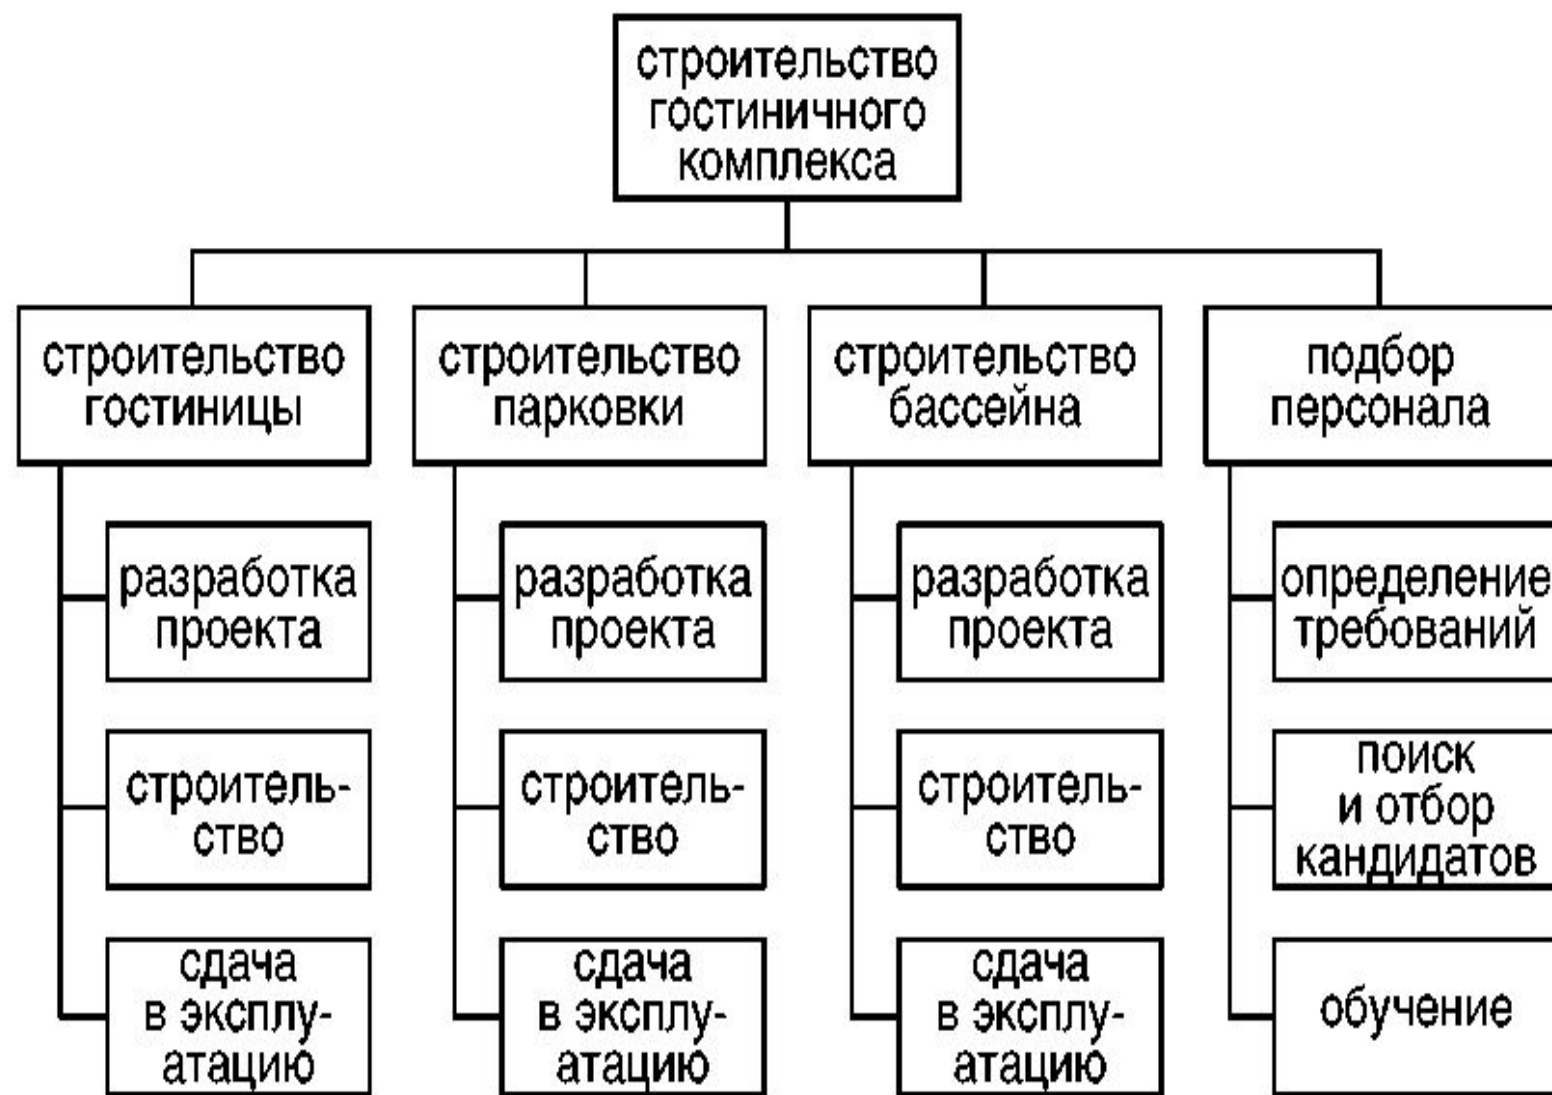 строительство
гостиничного
комплекса
строительство
гостиницы
строительство
парковки
строительство
бассейна
подбор
персонала
разработка
проекта
разработка
проекта
разработка
проекта
определение
требований
строитель-
ство
строитель-
ство
строитель-
ство
поиск
и отбор
кандидатов
сдача
в эксплу-
атацию
сдача
в эксплу-
атацию
сдача
в эксплу-
атацию
обучение